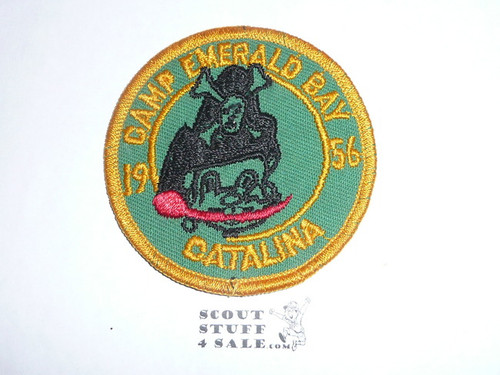 CAMP EMERALD BAY
19 56
CATALINA
SCOUT
STUFF
4 SALE.COM